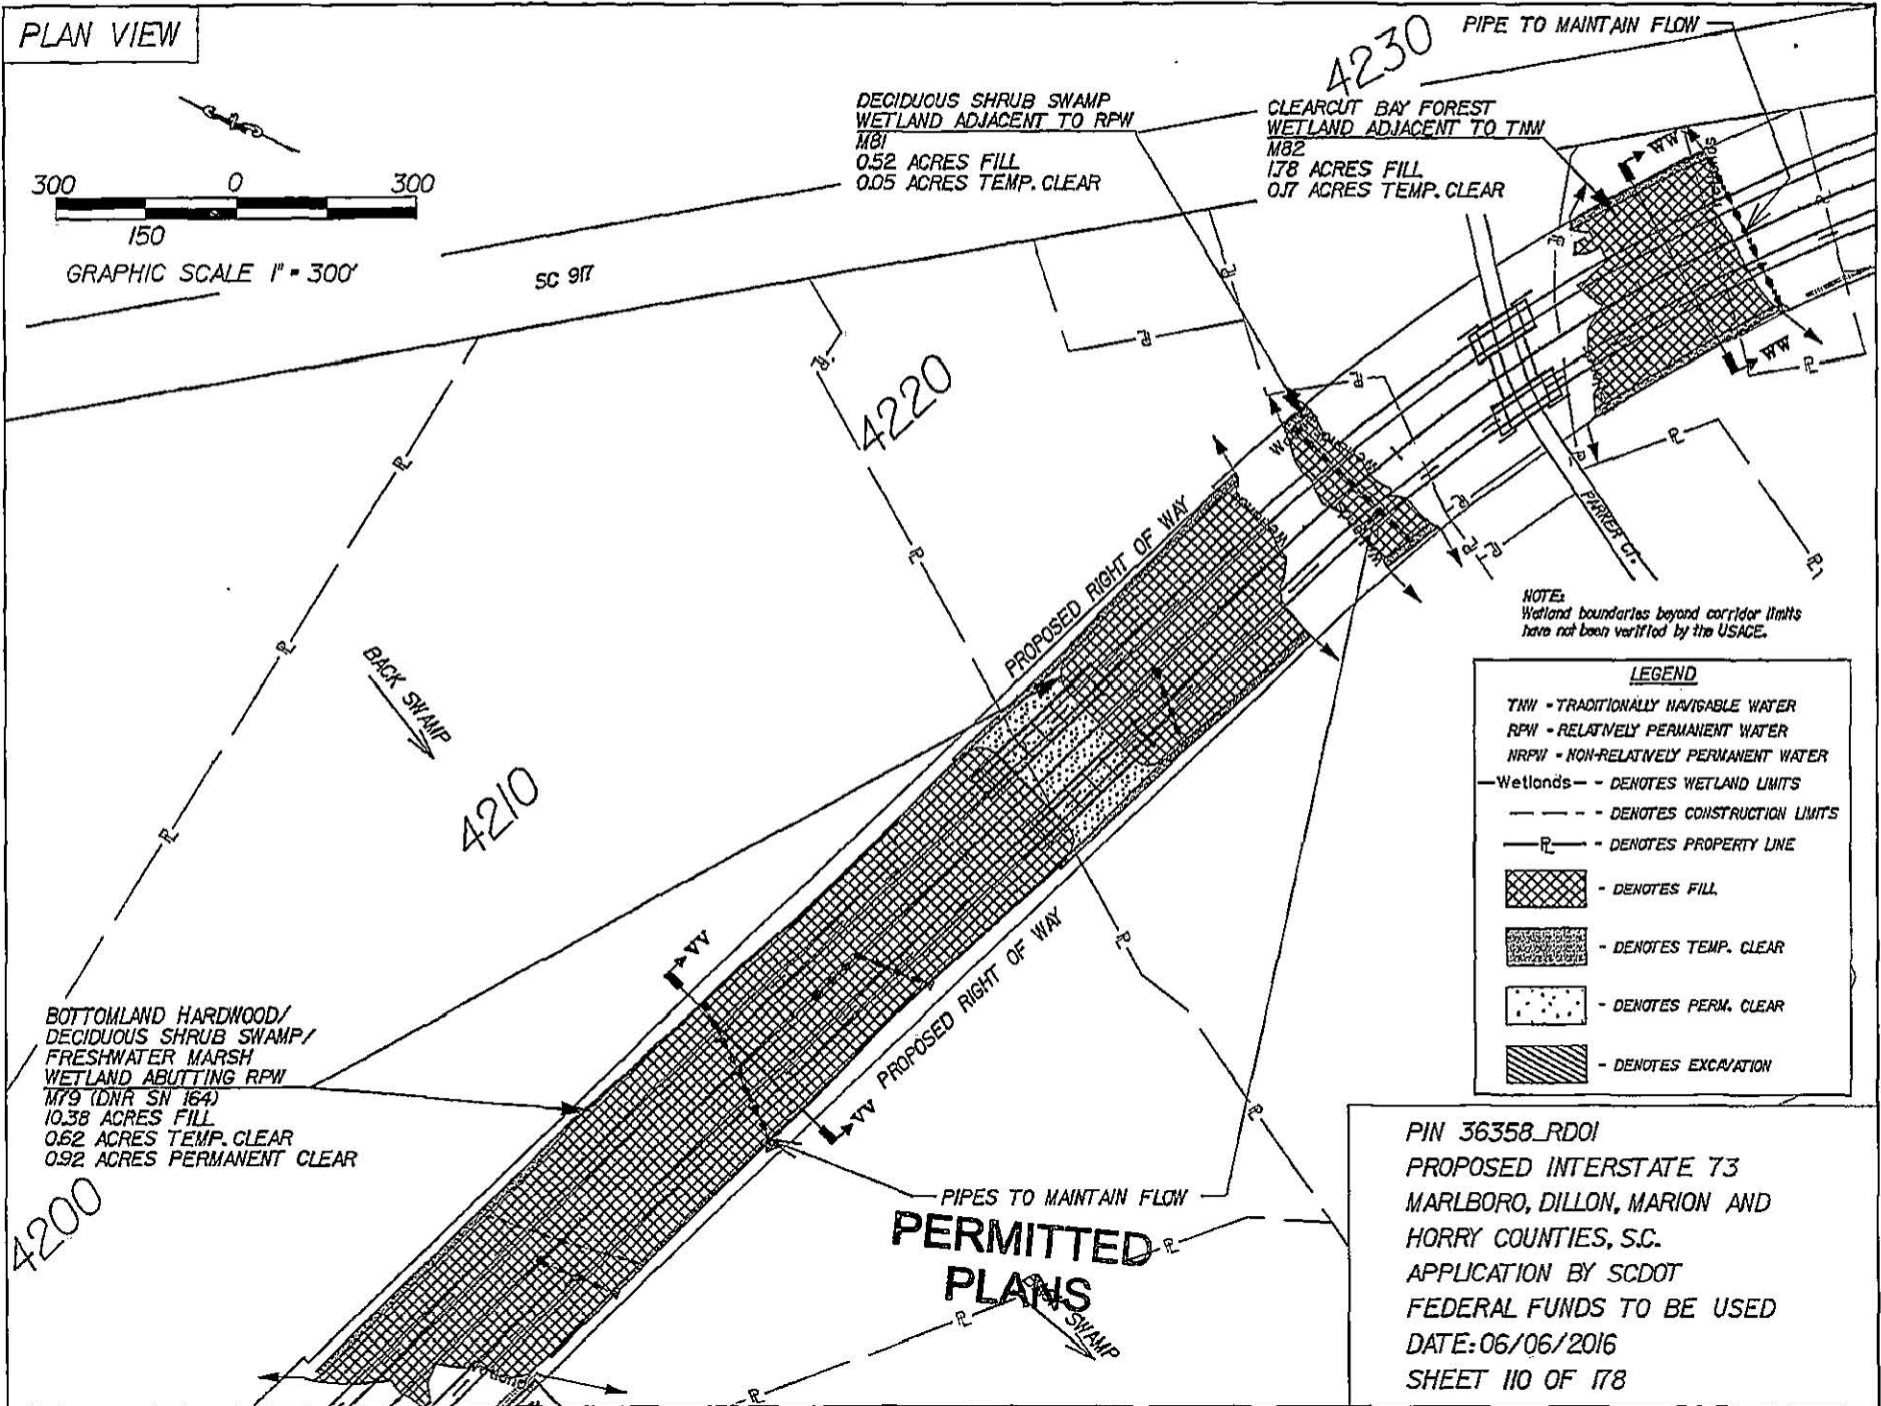 PLAN VIEW
PIPE TO MAINTAIN FLOW
4230
DECIDUOUS SHRUB SWAMP
WETLAND ADJACENT TO RPW
M81
0.52 ACRES FILL
0.05 ACRES TEMP. CLEAR
CLEARCUT BAY FOREST
WETLAND ADJACENT TO TNW
M82
1.78 ACRES FILL
0.17 ACRES TEMP. CLEAR
WW
WW
300 0 300
150
GRAPHIC SCALE 1" = 300'
SC 917
4220
PARKER CT.
PROPOSED RIGHT OF WAY
BACK SWAMP
4210
NOTE:
Wetland boundaries beyond corridor limits
have not been verified by the USACE.
LEGEND
TNW - TRADITIONALLY NAVIGABLE WATER
RPW - RELATIVELY PERMANENT WATER
NRPW - NON-RELATIVELY PERMANENT WATER
Wetlands - DENOTES WETLAND LIMITS
- DENOTES CONSTRUCTION LIMITS
PL - DENOTES PROPERTY LINE
- DENOTES FILL
- DENOTES TEMP. CLEAR
- DENOTES PERM. CLEAR
- DENOTES EXCAVATION
VV
PROPOSED RIGHT OF WAY
VV
BOTTOMLAND HARDWOOD/
DECIDUOUS SHRUB SWAMP/
FRESHWATER MARSH
WETLAND ABUTTING RPW
M79 (DNR SN 164)
10.38 ACRES FILL
0.62 ACRES TEMP. CLEAR
0.92 ACRES PERMANENT CLEAR
4200
PIPES TO MAINTAIN FLOW
PERMITTED
PLANS
SWAMP
PIN 36358_RD01
PROPOSED INTERSTATE 73
MARLBORO, DILLON, MARION AND
HORRY COUNTIES, S.C.
APPLICATION BY SCDOT
FEDERAL FUNDS TO BE USED
DATE: 06/06/2016
SHEET 110 OF 178